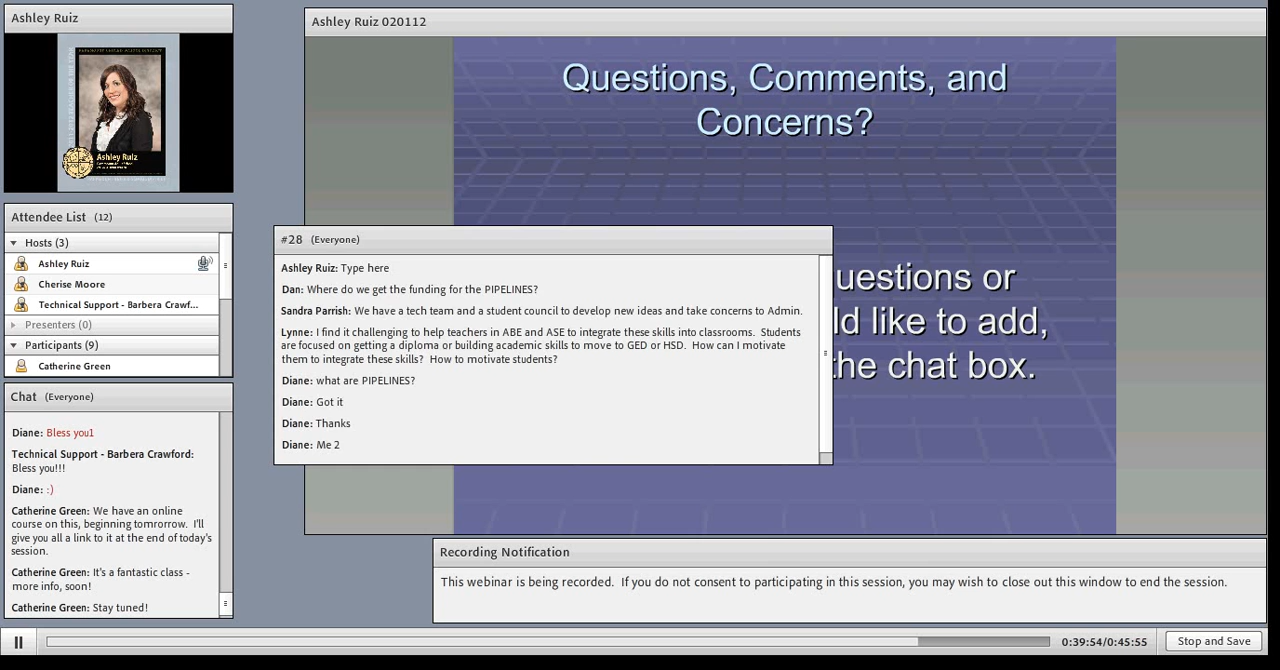 Ashley Ruiz
Ashley Ruiz
Attendee List (12)
Hosts (3)
Ashley Ruiz
Cherise Moore
Technical Support - Barbera Crawf...
Presenters (0)
Participants (9)
Catherine Green
Chat (Everyone)
Diane: Bless you1
Technical Support - Barbera Crawford:
Bless you!!!
Diane: :)
Catherine Green: We have an online
course on this, beginning tomorrow. I'll
give you all a link to it at the end of today's
session.
Catherine Green: It's a fantastic class -
more info, soon!
Catherine Green: Stay tuned!
Ashley Ruiz 020112
Questions, Comments, and
Concerns?
uestions or
ld like to add,
the chat box.
#28 (Everyone)
Ashley Ruiz: Type here
Dan: Where do we get the funding for the PIPELINES?
Sandra Parrish: We have a tech team and a student council to develop new ideas and take concerns to Admin.
Lynne: I find it challenging to help teachers in ABE and ASE to integrate these skills into classrooms. Students
are focused on getting a diploma or building academic skills to move to GED or HSD. How can I motivate
them to integrate these skills? How to motivate students?
Diane: what are PIPELINES?
Diane: Got it
Diane: Thanks
Diane: Me 2
Recording Notification
This webinar is being recorded. If you do not consent to participating in this session, you may wish to close out this window to end the session.
0:39:54/0:45:55
Stop and Save